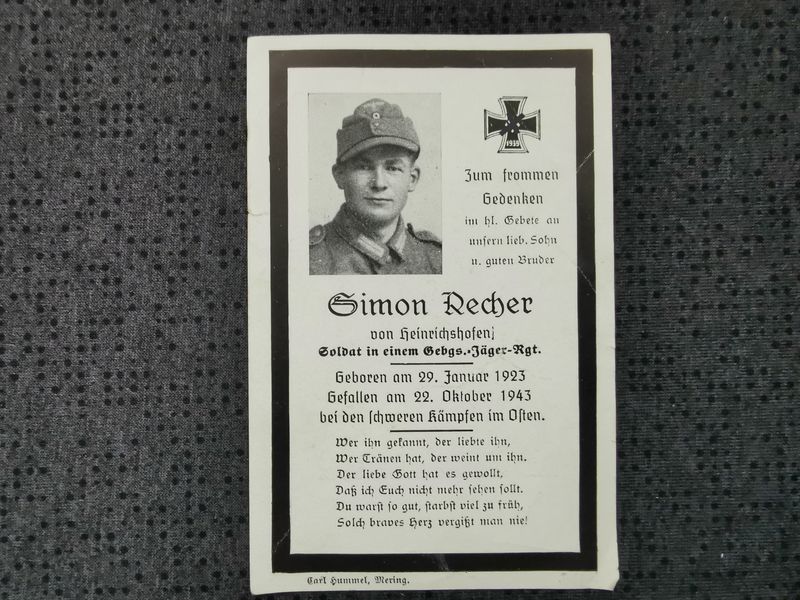 1939
Zum frommen
Gedenken
im hl. Gebete an
unsern lieb. Sohn
u. guten Bruder
Simon Recher
von Heinrichshofen
Soldat in einem Gebgs.-Jäger-Rgt.
Geboren am 29. Januar 1923
Gefallen am 22. Oktober 1943
bei den schweren Kämpfen im Osten.
Wer ihn gekannt, der liebte ihn,
Wer Tränen hat, der weint um ihn.
Der liebe Gott hat es gewollt,
Daß ich Euch nicht mehr sehen sollt.
Du warst so gut, starbst viel zu früh,
Solch braves Herz vergißt man nie!
Carl Hummel, Mering.